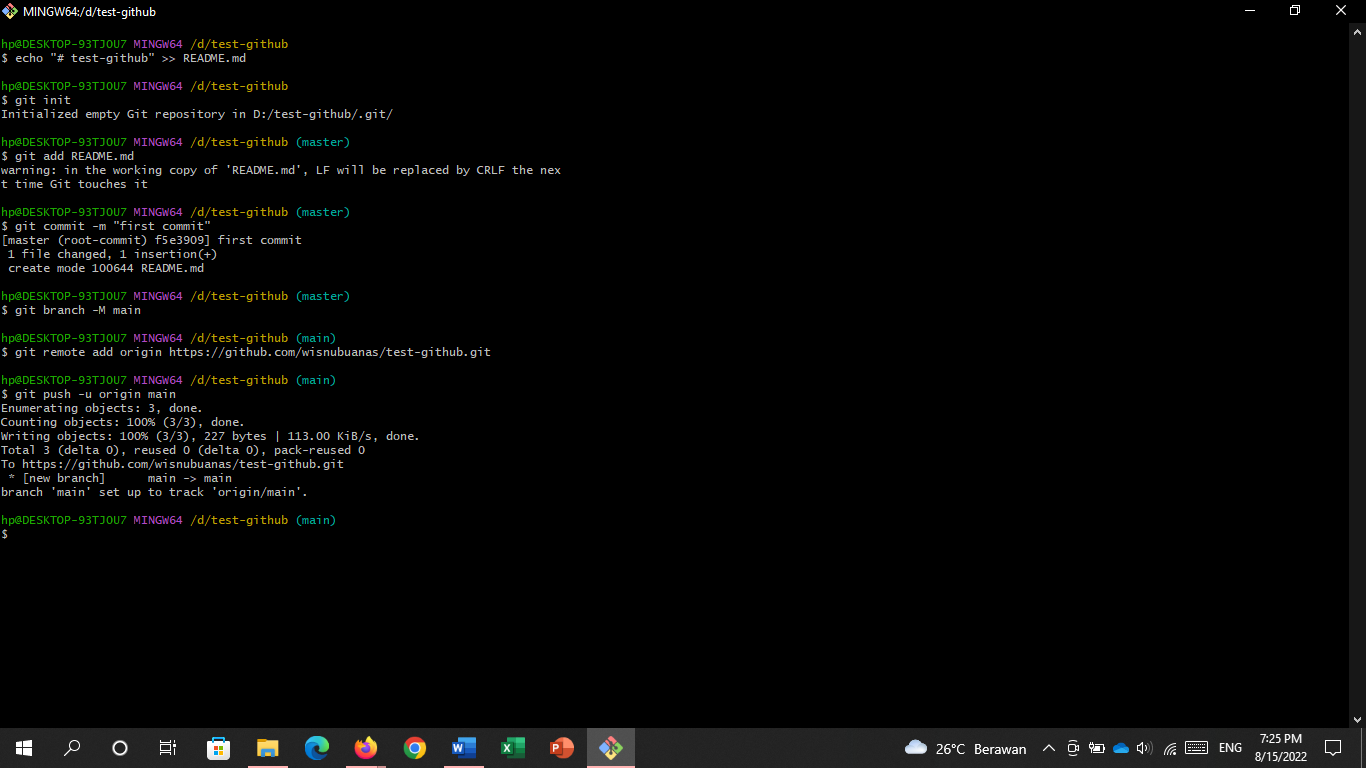 MINGW64:/d/test-github
hp@DESKTOP-93TJOU7 MINGW64 /d/test-github
$ echo "# test-github" >> README.md
hp@DESKTOP-93TJOU7 MINGW64 /d/test-github
$ git init
Initialized empty Git repository in D:/test-github/.git/
hp@DESKTOP-93TJOU7 MINGW64 /d/test-github (master)
$ git add README.md
warning: in the working copy of 'README.md', LF will be replaced by CRLF the nex
t time Git touches it
hp@DESKTOP-93TJOU7 MINGW64 /d/test-github (master)
$ git commit -m "first commit"
[master (root-commit) f5e3909] first commit
 1 file changed, 1 insertion(+)
 create mode 100644 README.md
hp@DESKTOP-93TJOU7 MINGW64 /d/test-github (master)
$ git branch -M main
hp@DESKTOP-93TJOU7 MINGW64 /d/test-github (main)
$ git remote add origin https://github.com/wisnubuanas/test-github.git
hp@DESKTOP-93TJOU7 MINGW64 /d/test-github (main)
$ git push -u origin main
Enumerating objects: 3, done.
Counting objects: 100% (3/3), done.
Writing objects: 100% (3/3), 227 bytes | 113.00 KiB/s, done.
Total 3 (delta 0), reused 0 (delta 0), pack-reused 0
To https://github.com/wisnubuanas/test-github.git
 * [new branch]      main -> main
branch 'main' set up to track 'origin/main'.
hp@DESKTOP-93TJOU7 MINGW64 /d/test-github (main)
$
26°C Berawan
ENG
7:25 PM
8/15/2022